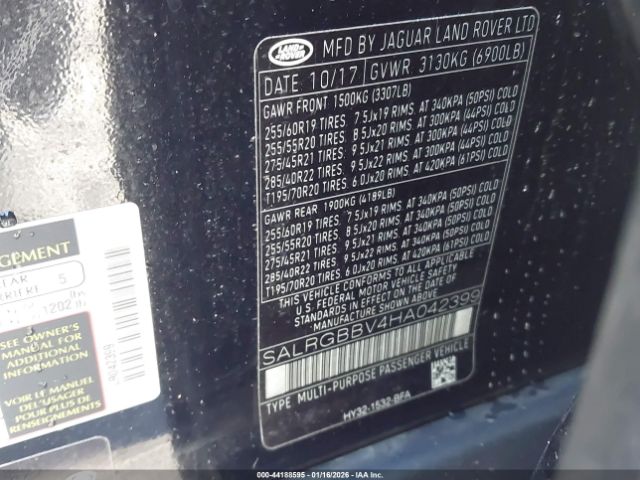 LAND ROVER
MFD BY JAGUAR LAND ROVER LTD
DATE 10/17 GVWR 3130KG (6900LB)
GAWR FRONT 1500KG (3307LB)
255/60R19 TIRES 7 5Jx19 RIMS AT 340KPA (50PSI) COLD
255/55R20 TIRES 8 5Jx20 RIMS AT 300KPA (44PSI) COLD
275/45R21 TIRES 9 5Jx21 RIMS AT 300KPA (44PSI) COLD
285/40R22 TIRES 9 5Jx22 RIMS AT 300KPA (44PSI) COLD
T195/70R20 TIRES 6 0Jx20 RIMS AT 420KPA (61PSI) COLD
GAWR REAR 1900KG (4189LB)
255/60R19 TIRES 7 5Jx19 RIMS AT 340KPA (50PSI) COLD
255/55R20 TIRES 8 5Jx20 RIMS AT 340KPA (50PSI) COLD
275/45R21 TIRES 9 5Jx21 RIMS AT 340KPA (50PSI) COLD
285/40R22 TIRES 9 5Jx22 RIMS AT 340KPA (50PSI) COLD
T195/70R20 TIRES 6 0Jx20 RIMS AT 420KPA (61PSI) COLD
THIS VEHICLE CONFORMS TO ALL APPLICABLE
U.S. FEDERAL MOTOR VEHICLE SAFETY
STANDARDS IN EFFECT ON THE DATE
OF MANUFACTURE SHOWN ABOVE
SALRGBBV4HA042399
TYPE MULTI-PURPOSE PASSENGER VEHICLE
HY32-1532-BFA
5
1202 lb
SEE OWNER'S
MANUAL FOR
ADDITIONAL
INFORMATION
VOIR LE MANUEL
DE L'USAGER
POUR PLUS DE
RENSEIGNEMENTS
000-44188595 - 01/16/2026 - IAAI.COM